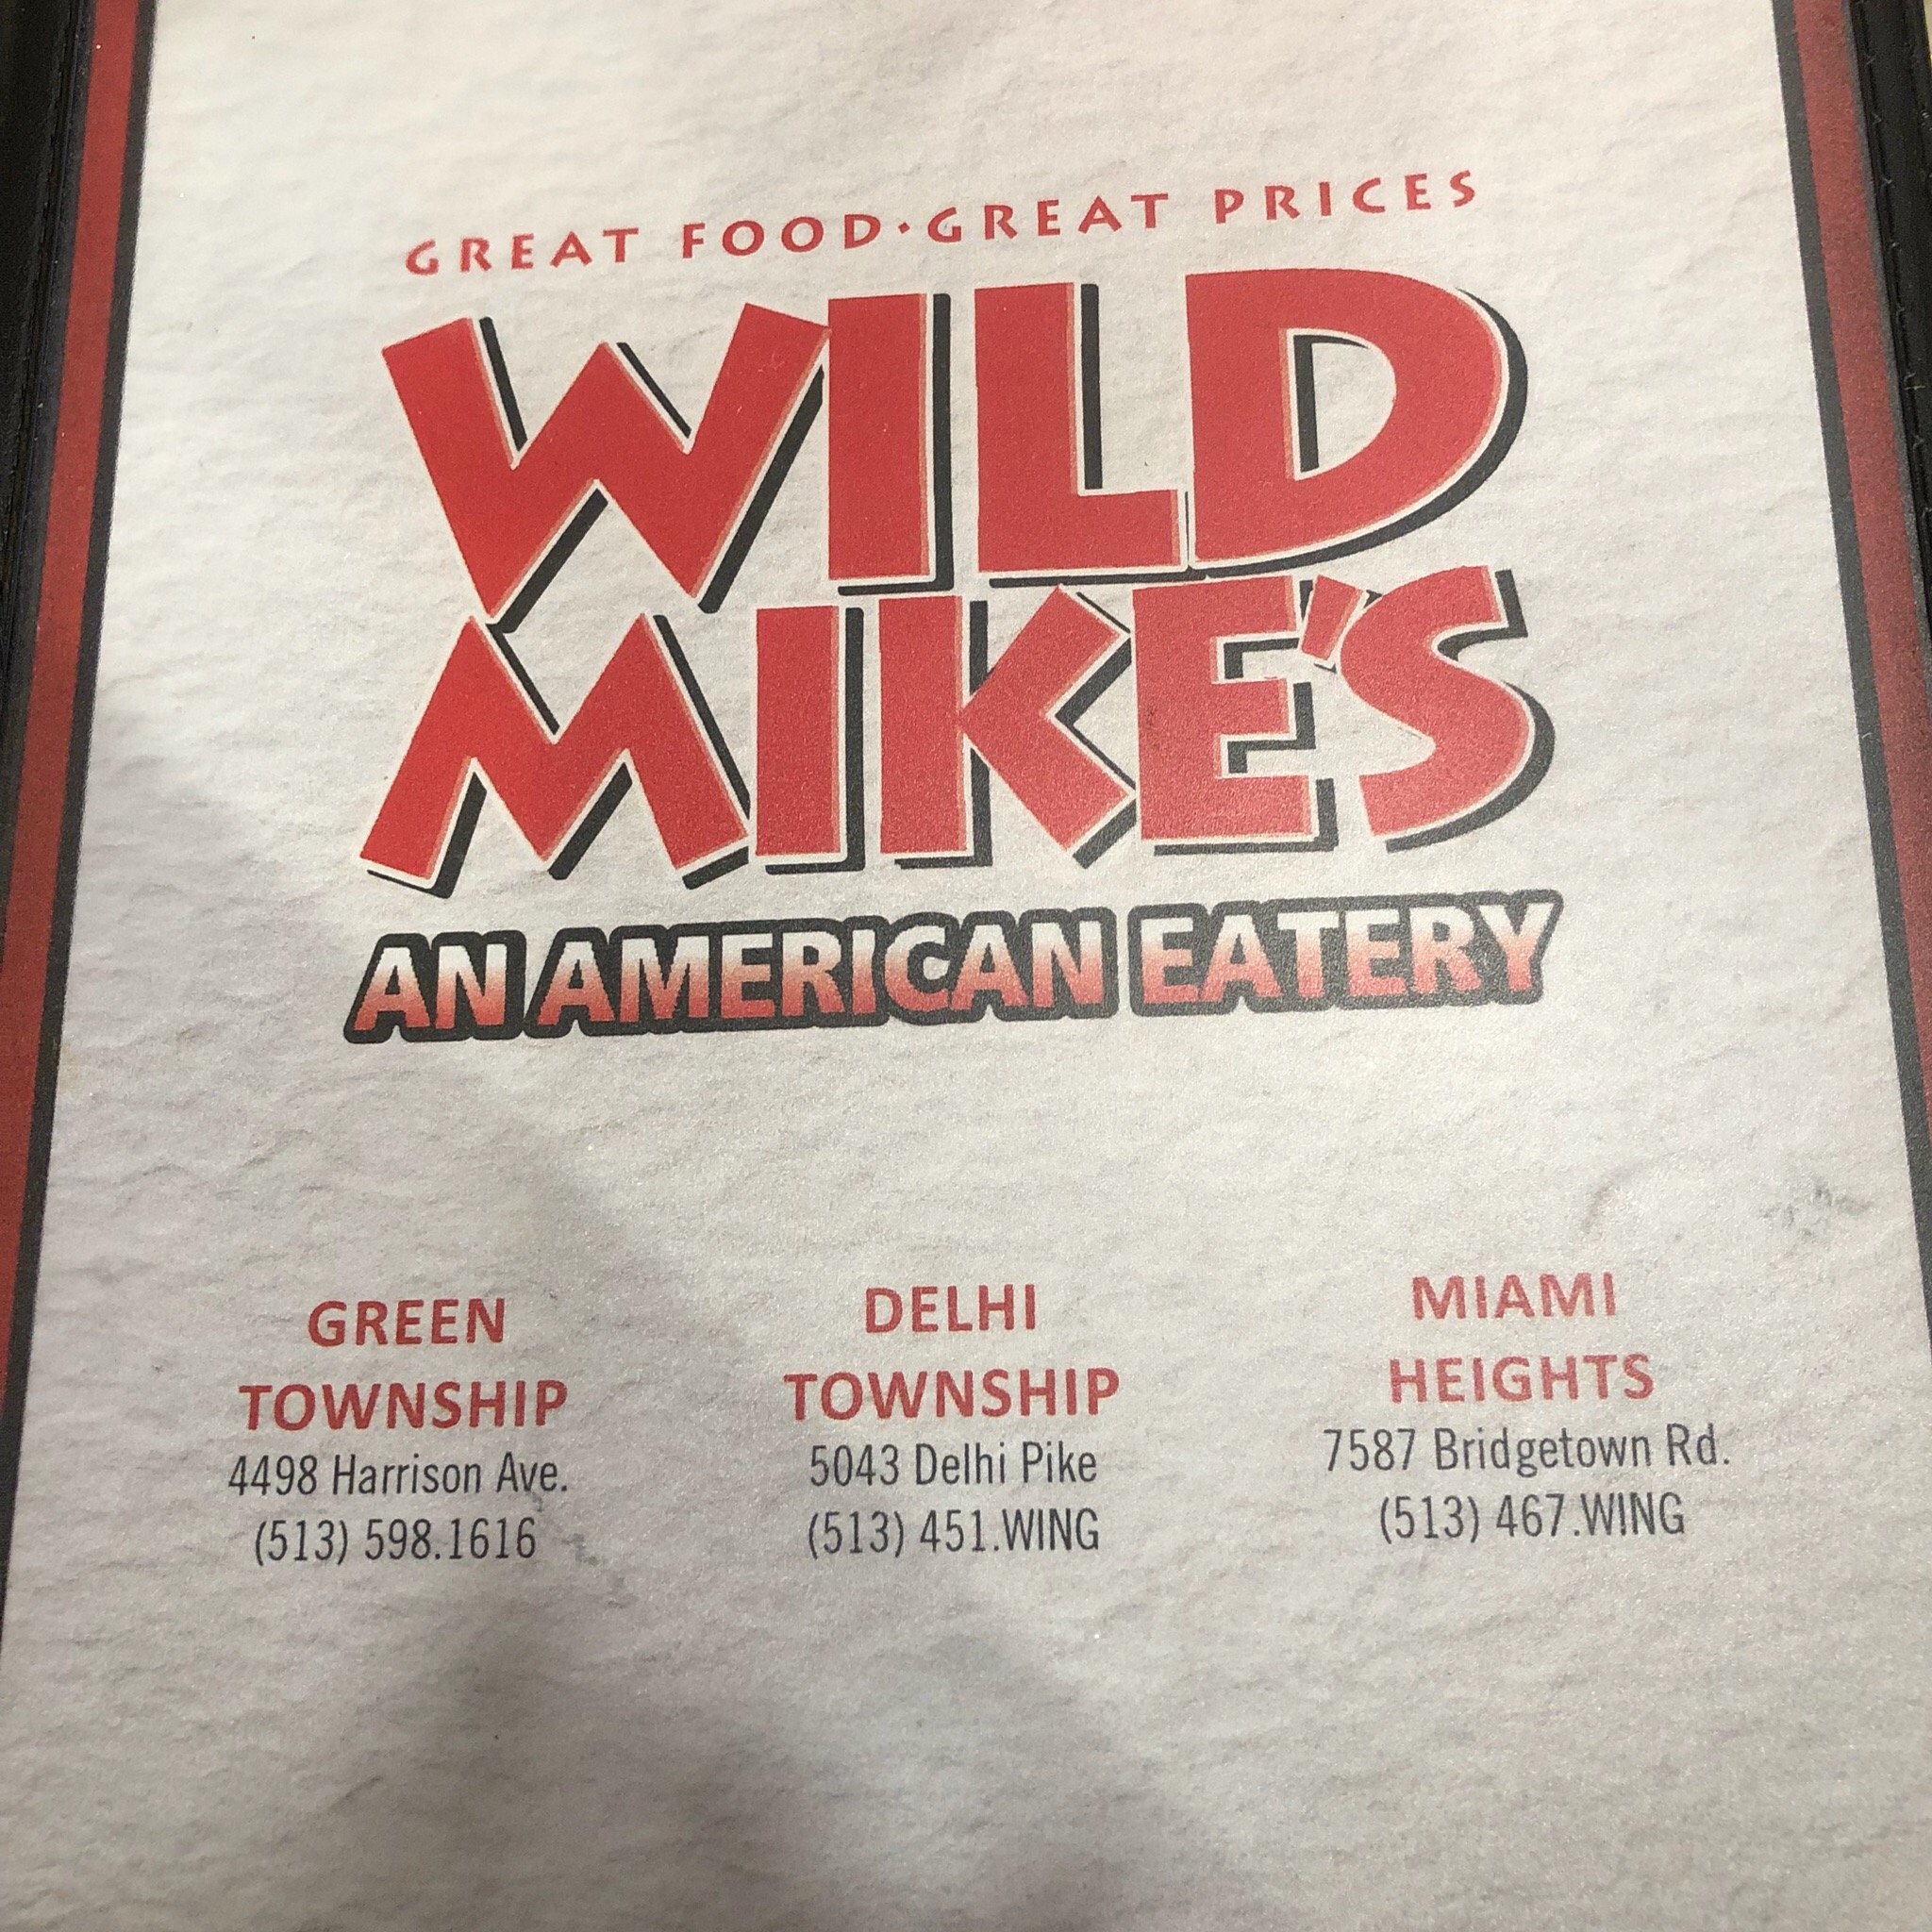 GREAT FOOD·GREAT PRICES
WILD
MIKE'S
AN AMERICAN EATERY
GREEN
TOWNSHIP
4498 Harrison Ave.
(513) 598.1616
DELHI
TOWNSHIP
5043 Delhi Pike
(513) 451.WING
MIAMI
HEIGHTS
7587 Bridgetown Rd.
(513) 467.WING